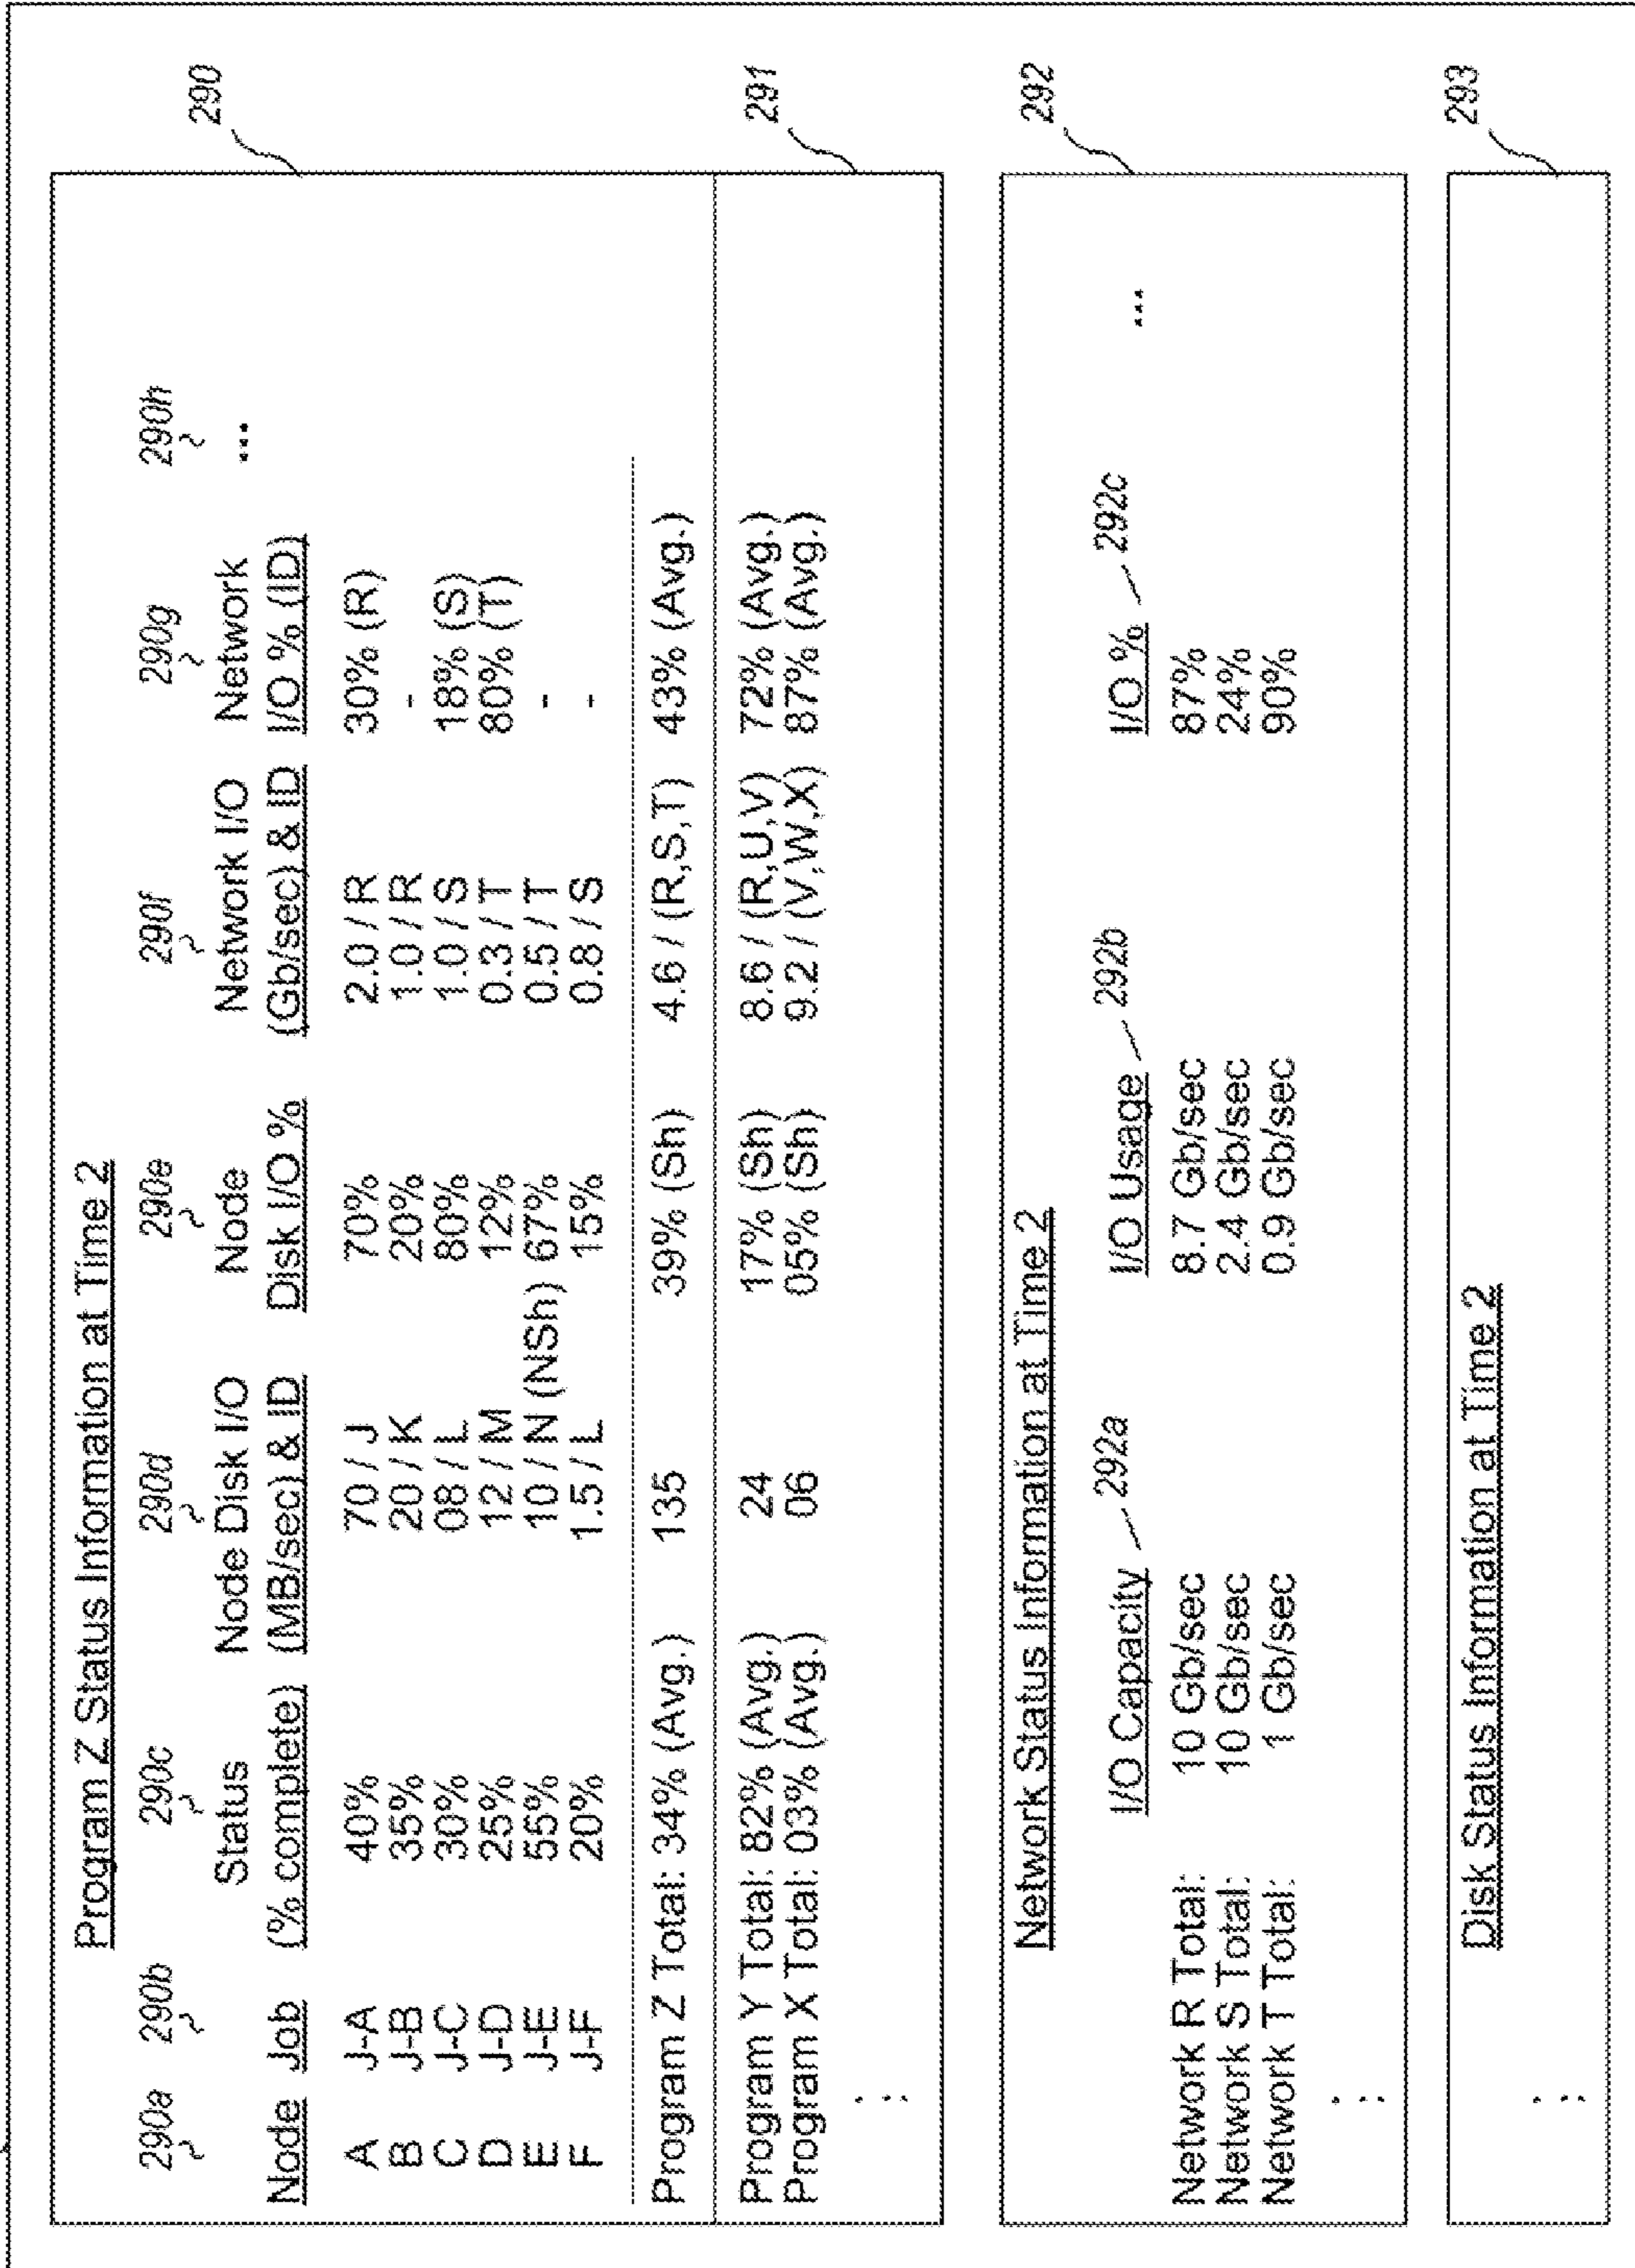 Program Z Status Information at Time 2
290
290a 290b 290c 290d 290e 290f 290g 290h
Status Node Disk I/O Node Network I/O Network ...
Node Job (% complete) (MB/sec) & ID Disk I/O % (Gb/sec) & ID I/O % (ID)
A J-A 40% 70 / J 70% 2.0 / R 30% (R)
B J-B 35% 20 / K 20% 1.0 / R -
C J-C 30% 08 / L 80% 1.0 / S 18% (S)
D J-D 25% 12 / M 12% 0.3 / T 80% (T)
E J-E 55% 10 / N (NSh) 67% 0.5 / T -
F J-F 20% 1.5 / L 15% 0.8 / S -
Program Z Total: 34% (Avg.) 135 39% (Sh) 4.6 / (R,S,T) 43% (Avg.)
Program Y Total: 82% (Avg.) 24 17% (Sh) 8.6 / (R,U,V) 72% (Avg.)
Program X Total: 03% (Avg.) 06 05% (Sh) 9.2 / (V,W,X) 87% (Avg.)
291
Network Status Information at Time 2
292
I/O Capacity 292a I/O Usage 292b I/O % 292c ...
Network R Total: 10 Gb/sec 8.7 Gb/sec 87%
Network S Total: 10 Gb/sec 2.4 Gb/sec 24%
Network T Total: 1 Gb/sec 0.9 Gb/sec 90%
Disk Status Information at Time 2
293